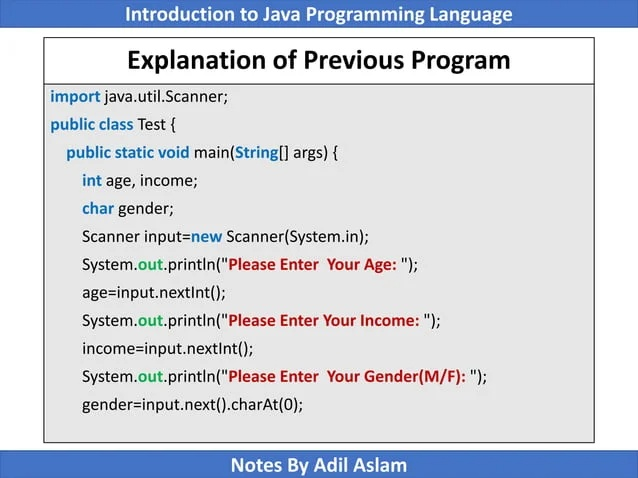 Introduction to Java Programming Language
Explanation of Previous Program
import java.util.Scanner;
public class Test {
public static void main(String[] args) {
int age, income;
char gender;
Scanner input=new Scanner(System.in);
System.out.println("Please Enter  Your Age: ");
age=input.nextInt();
System.out.println("Please Enter Your Income: ");
income=input.nextInt();
System.out.println("Please Enter  Your Gender(M/F): ");
gender=input.next().charAt(0);
Notes By Adil Aslam